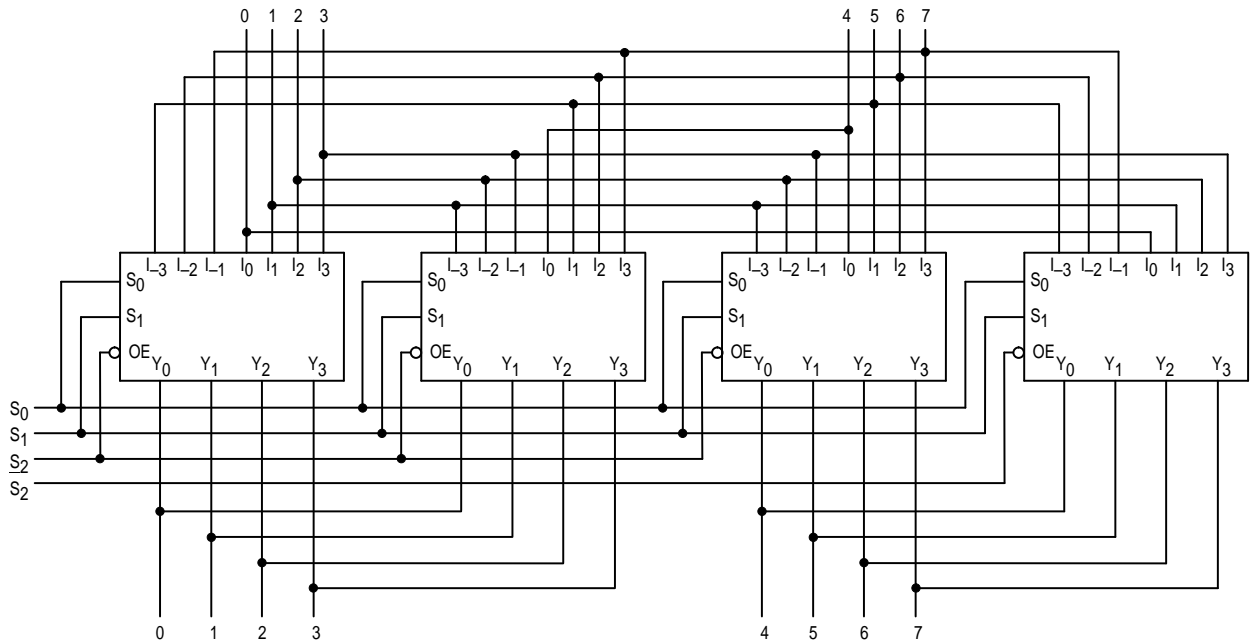 0 1 2 3 4 5 6 7
I–3 I–2 I–1 I0 I1 I2 I3 I–3 I–2 I–1 I0 I1 I2 I3 I–3 I–2 I–1 I0 I1 I2 I3 I–3 I–2 I–1 I0 I1 I2 I3
S0 S0 S0 S0
S1 S1 S1 S1
OE Y0 Y1 Y2 Y3 OE Y0 Y1 Y2 Y3 OE Y0 Y1 Y2 Y3 OE Y0 Y1 Y2 Y3
S0
S1
S2
S̅2
0 1 2 3 4 5 6 7